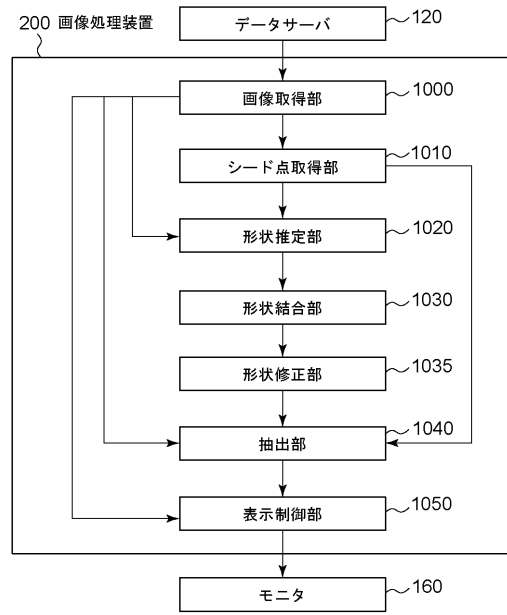 200 画像処理装置
データサーバ 120
画像取得部 1000
シード点取得部 1010
形状推定部 1020
形状結合部 1030
形状修正部 1035
抽出部 1040
表示制御部 1050
モニタ 160